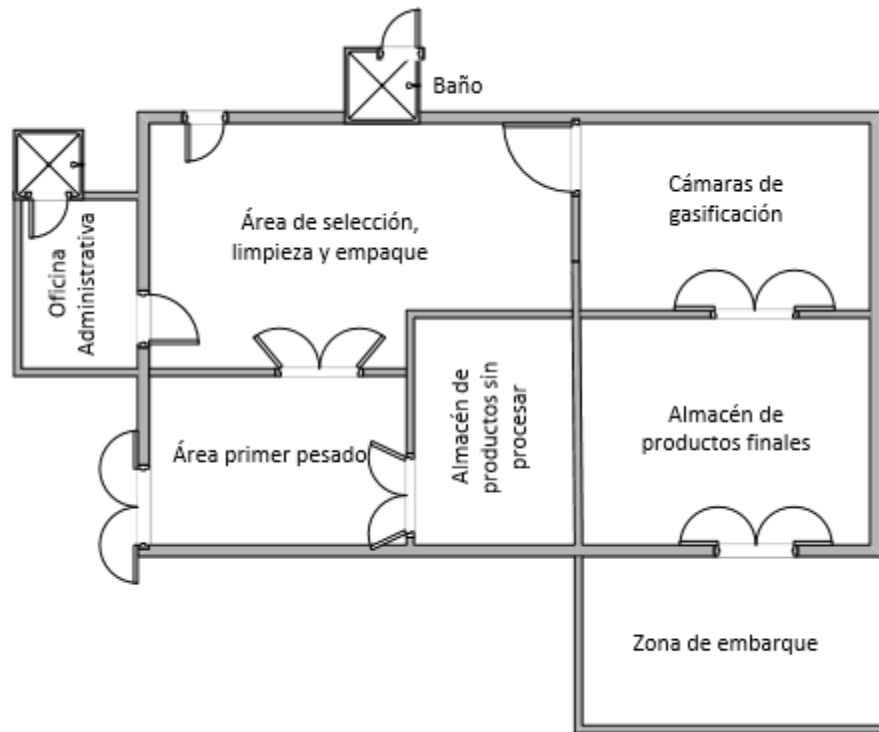 Baño
Cámaras de
gasificación
Área de selección,
limpieza y empaque
Oficina
Administrativa
Área primer pesado
Almacén de
productos sin
procesar
Almacén de
productos finales
Zona de embarque